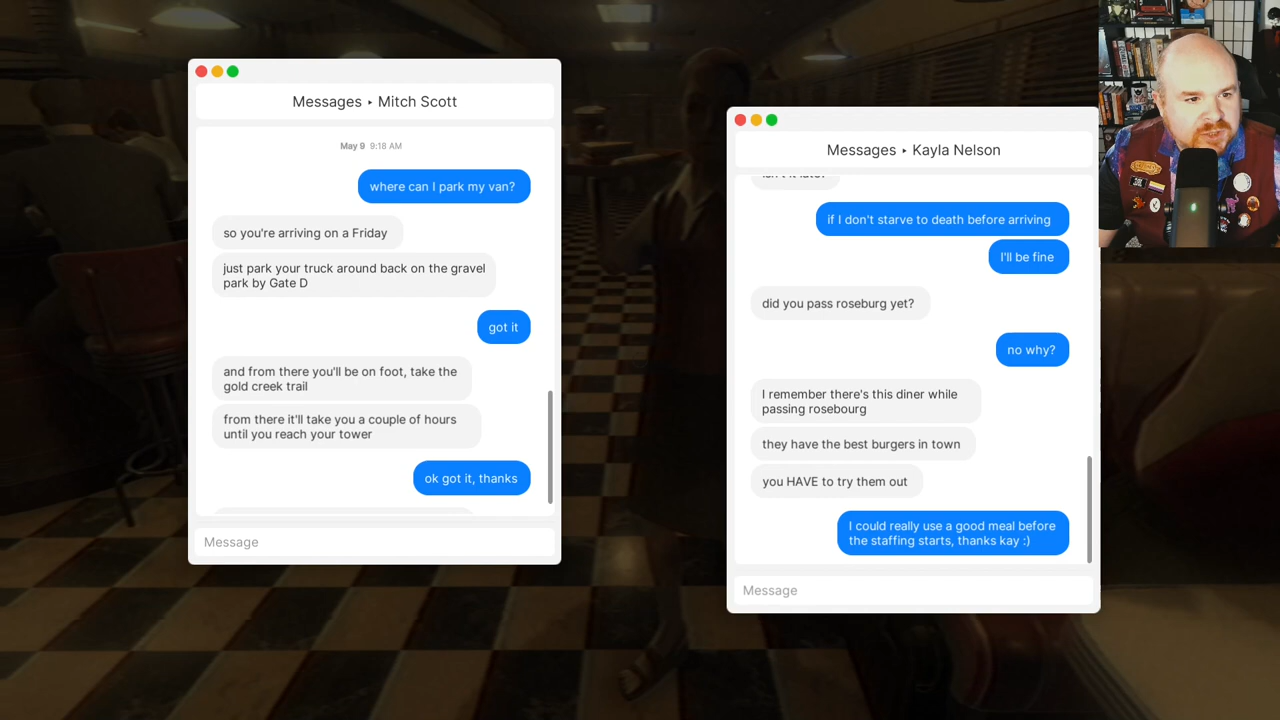 Messages ‣ Mitch Scott
May 9 9:18 AM
where can I park my van?
so you're arriving on a Friday
just park your truck around back on the gravel
park by Gate D
got it
and from there you'll be on foot, take the
gold creek trail
from there it'll take you a couple of hours
until you reach your tower
ok got it, thanks
Message
Messages ‣ Kayla Nelson
isn't it late?
if I don't starve to death before arriving
I'll be fine
did you pass roseburg yet?
no why?
I remember there's this diner while
passing rosebourg
they have the best burgers in town
you HAVE to try them out
I could really use a good meal before
the staffing starts, thanks kay :)
Message